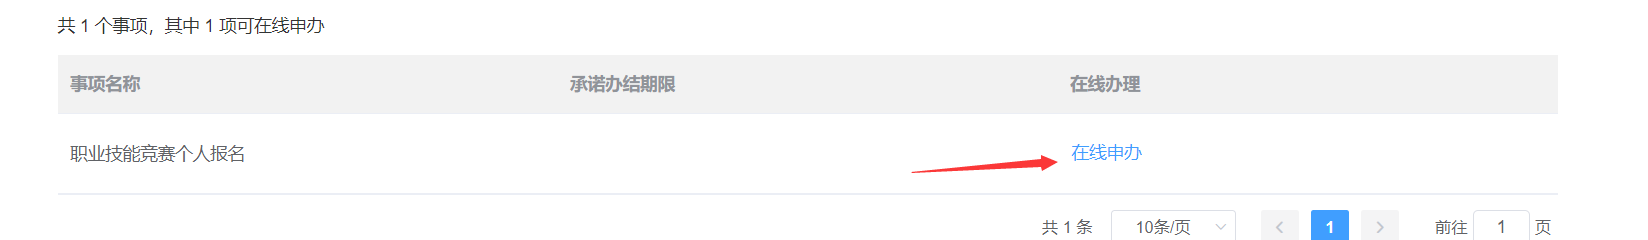 共 1 个事项，其中 1 项可在线申办
事项名称 承诺办结期限 在线办理
职业技能竞赛个人报名 在线申办
共 1 条 10条/页 1 前往 1 页